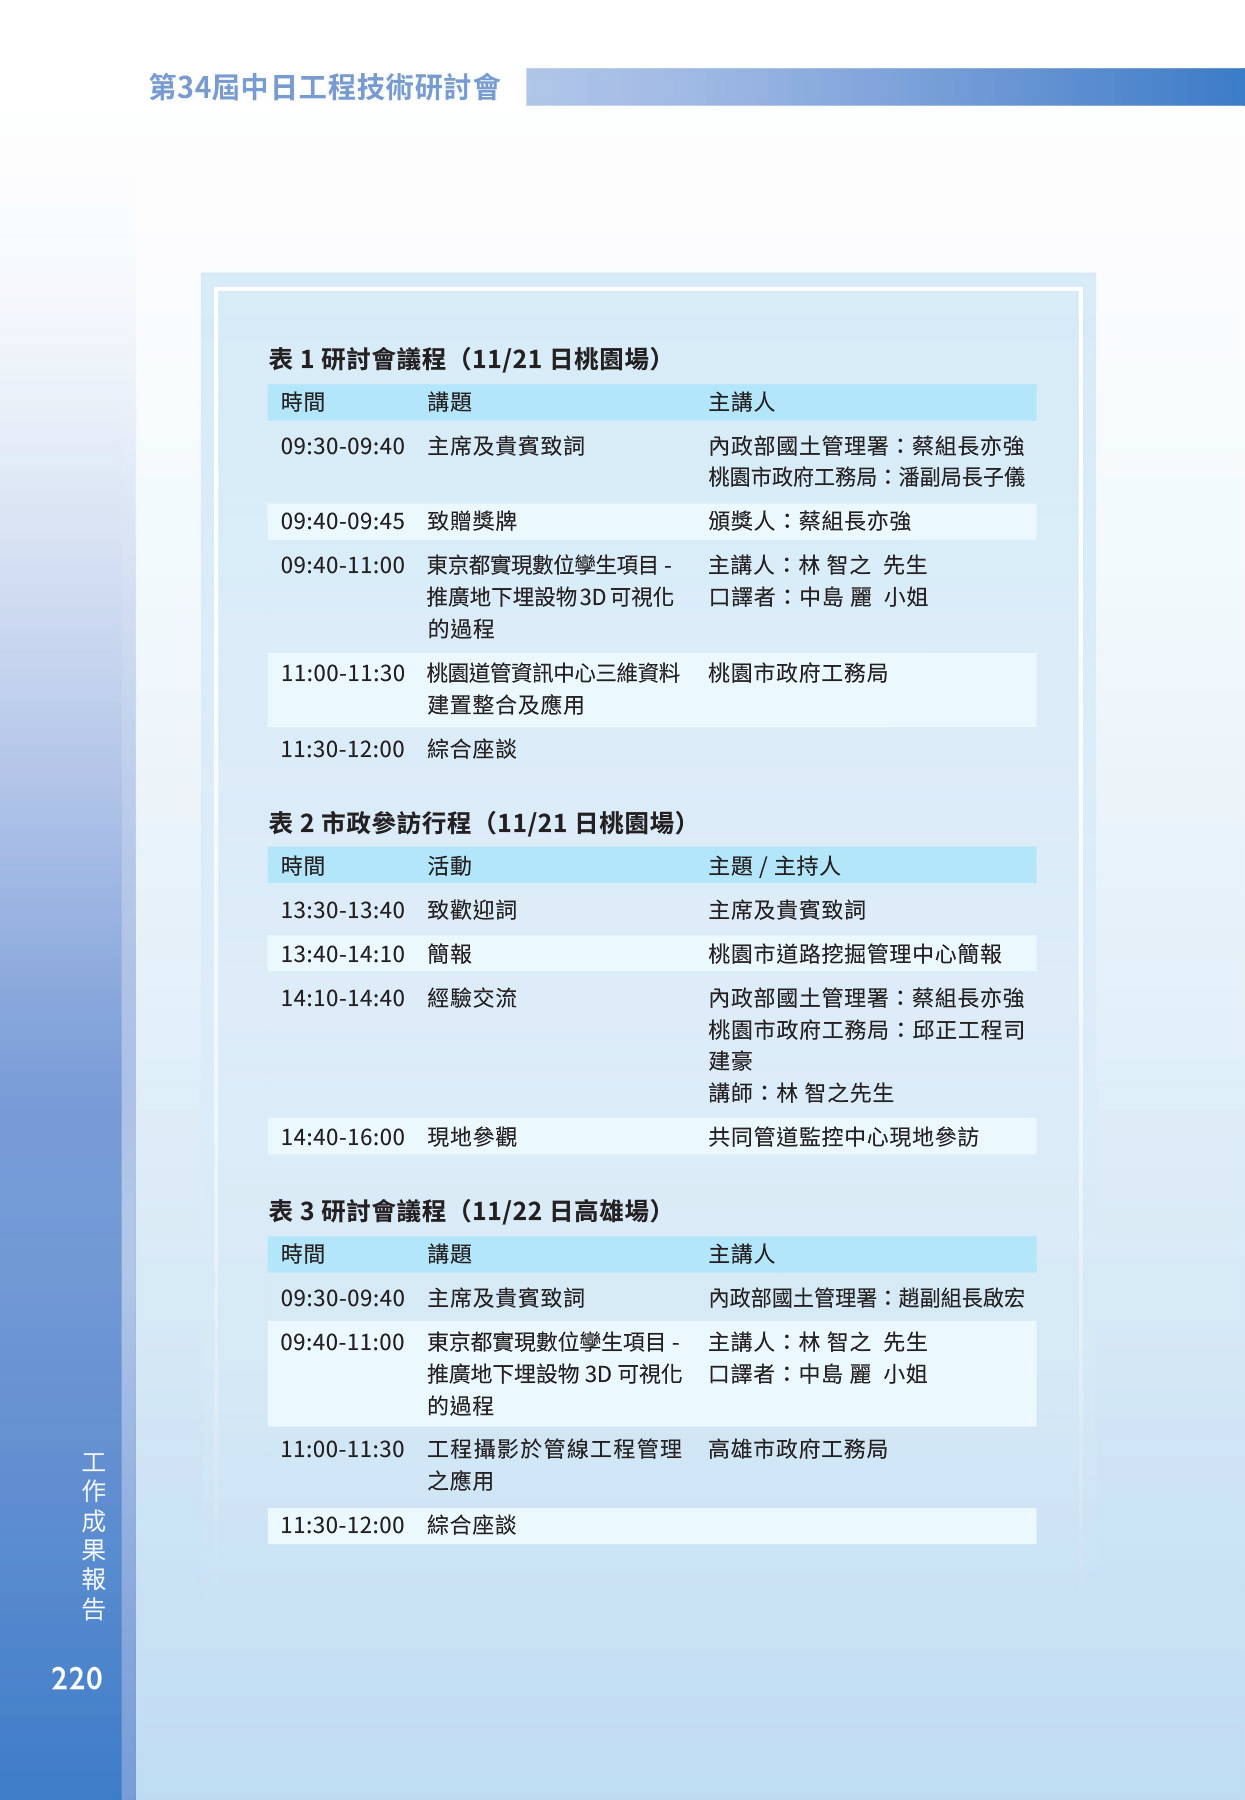 第34屆中日工程技術研討會
表 1 研討會議程（11/21 日桃園場）
時間 講題 主講人
09:30-09:40 主席及貴賓致詞 內政部國土管理署：蔡組長亦強
桃園市政府工務局：潘副局長子儀
09:40-09:45 致贈獎牌 頒獎人：蔡組長亦強
09:40-11:00 東京都實現數位孿生項目 - 主講人：林 智之 先生
推廣地下埋設物3D 可視化 口譯者：中島 麗 小姐
的過程
11:00-11:30 桃園道管資訊中心三維資料 桃園市政府工務局
建置整合及應用
11:30-12:00 綜合座談
表 2 市政參訪行程（11/21 日桃園場）
時間 活動 主題 / 主持人
13:30-13:40 致歡迎詞 主席及貴賓致詞
13:40-14:10 簡報 桃園市道路挖掘管理中心簡報
14:10-14:40 經驗交流 內政部國土管理署：蔡組長亦強
桃園市政府工務局：邱正工程司
建豪
講師：林 智之先生
14:40-16:00 現地參觀 共同管道監控中心現地參訪
表 3 研討會議程（11/22 日高雄場）
時間 講題 主講人
09:30-09:40 主席及貴賓致詞 內政部國土管理署：趙副組長啟宏
09:40-11:00 東京都實現數位孿生項目 - 主講人：林 智之 先生
推廣地下埋設物 3D 可視化 口譯者：中島 麗 小姐
的過程
11:00-11:30 工程攝影於管線工程管理 高雄市政府工務局
之應用
11:30-12:00 綜合座談
工作成果報告
220